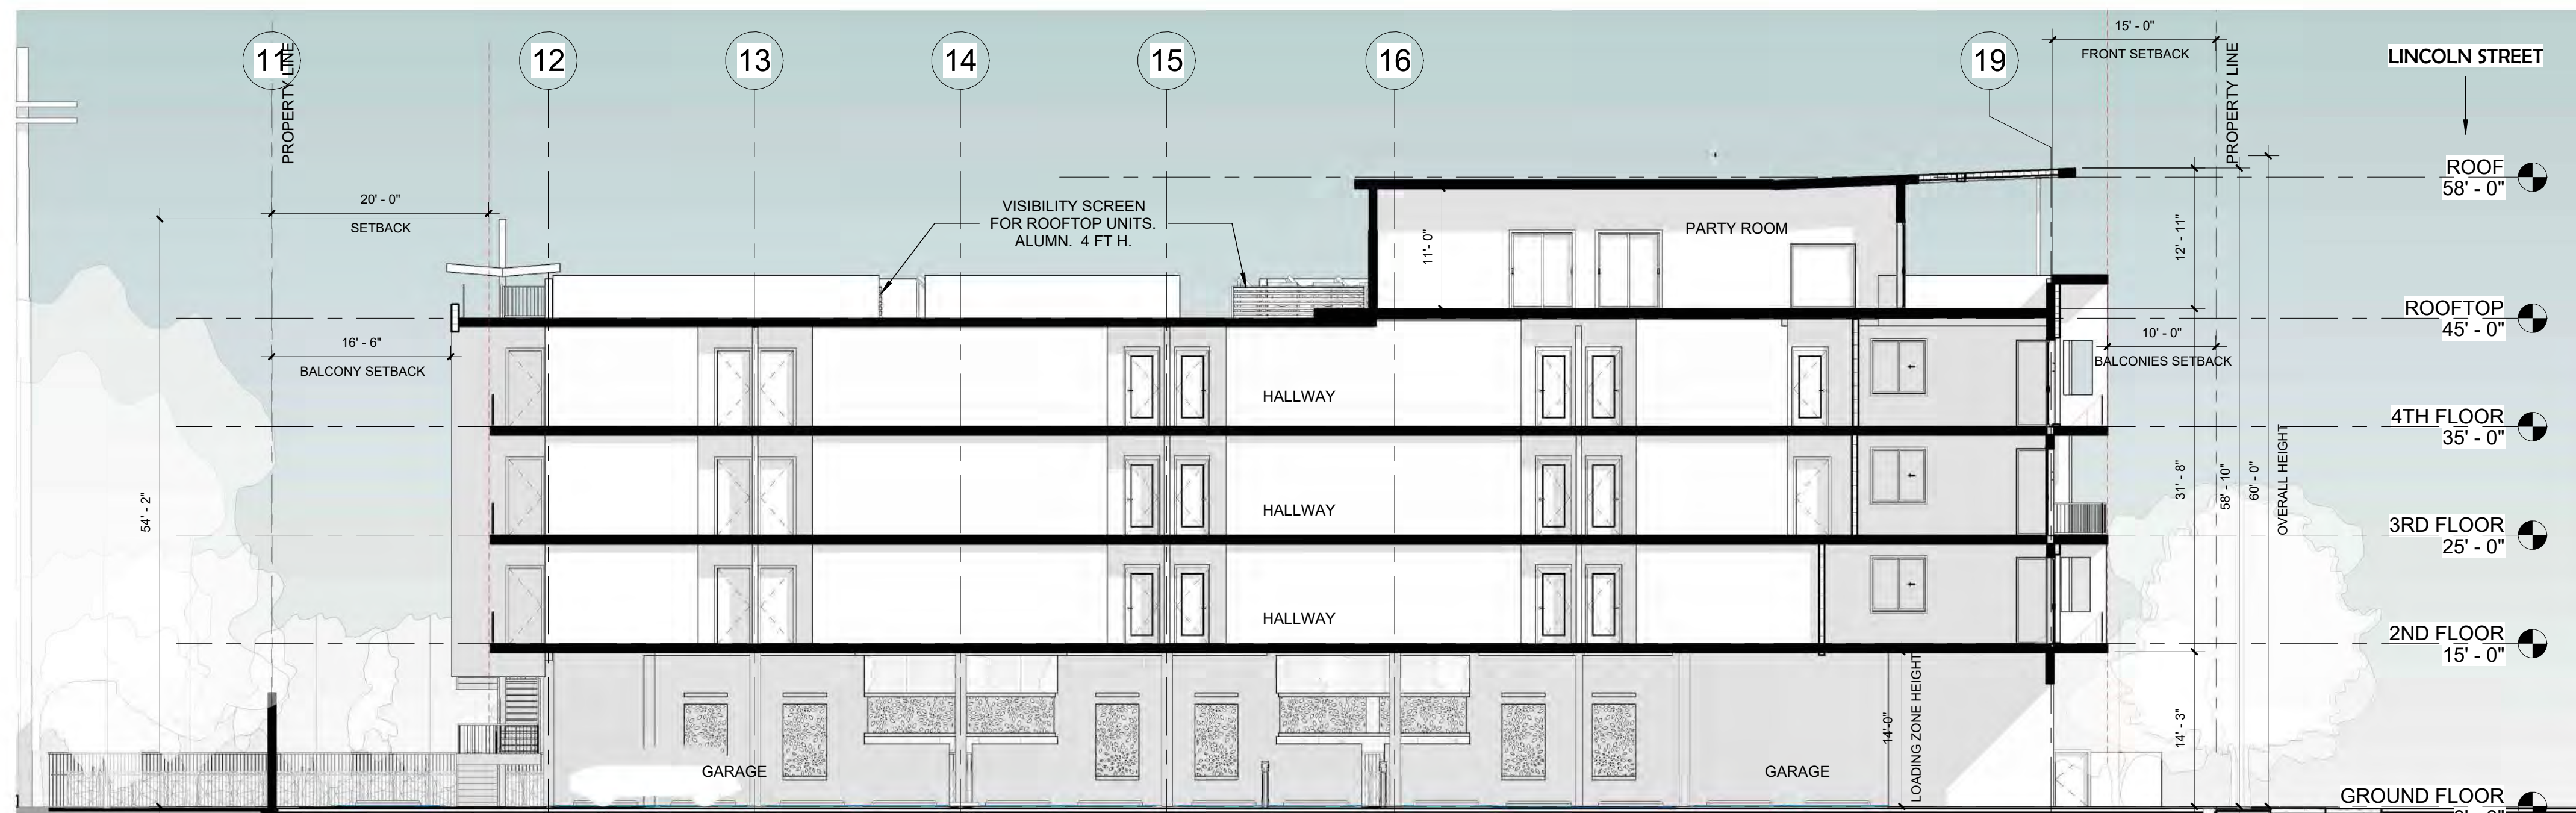 11
12
13
14
15
16
19
PROPERTY LINE
20' - 0"
SETBACK
15' - 0"
FRONT SETBACK
PROPERTY LINE
LINCOLN STREET
VISIBILITY SCREEN
FOR ROOFTOP UNITS.
ALUMN. 4 FT H.
11'- 0"
PARTY ROOM
12' - 11"
ROOF
58' - 0"
ROOFTOP
45' - 0"
16' - 6"
BALCONY SETBACK
10' - 0"
BALCONIES SETBACK
HALLWAY
4TH FLOOR
35' - 0"
54' - 2"
HALLWAY
31' - 8"
58' - 10"
60' - 0"
OVERALL HEIGHT
3RD FLOOR
25' - 0"
HALLWAY
2ND FLOOR
15' - 0"
GARAGE
GARAGE
14'-0"
LOADING ZONE HEIGHT
14' - 3"
GROUND FLOOR